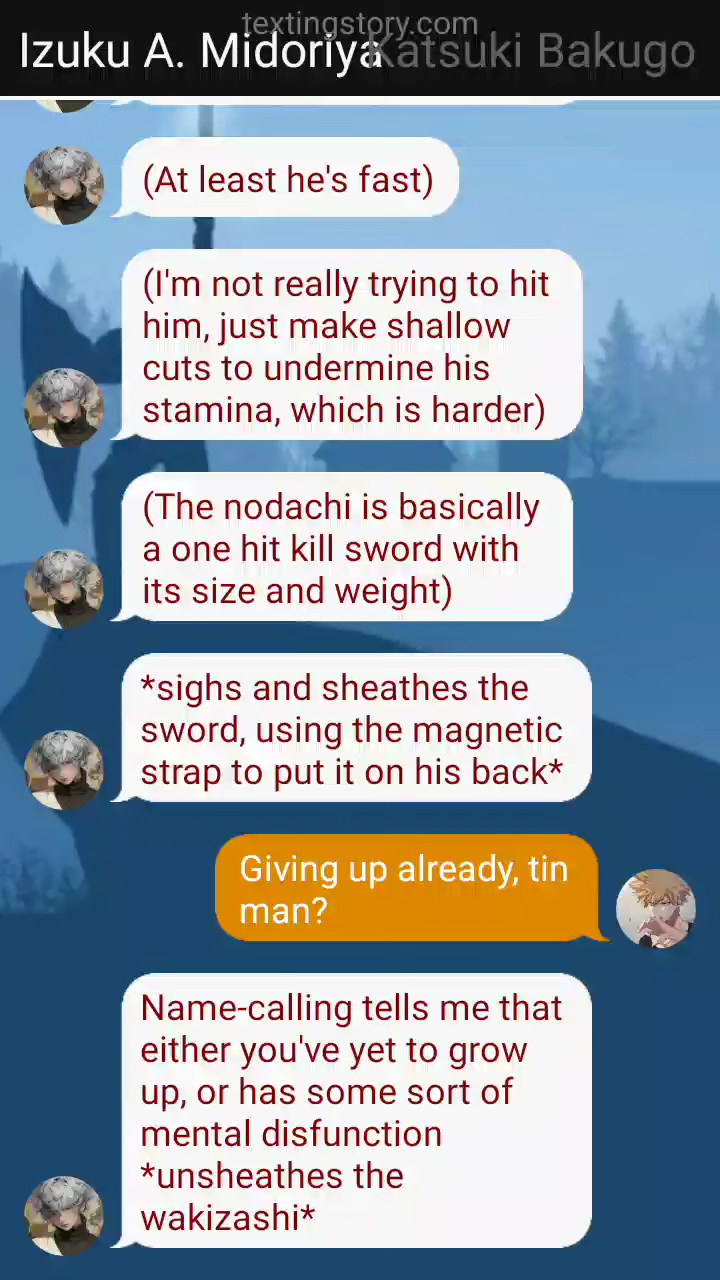 textingstory.com
Izuku A. Midoriya
Katsuki Bakugo
(At least he's fast)
(I'm not really trying to hit
him, just make shallow
cuts to undermine his
stamina, which is harder)
(The nodachi is basically
a one hit kill sword with
its size and weight)
*sighs and sheathes the
sword, using the magnetic
strap to put it on his back*
Giving up already, tin
man?
Name-calling tells me that
either you've yet to grow
up, or has some sort of
mental disfunction
*unsheathes the
wakizashi*